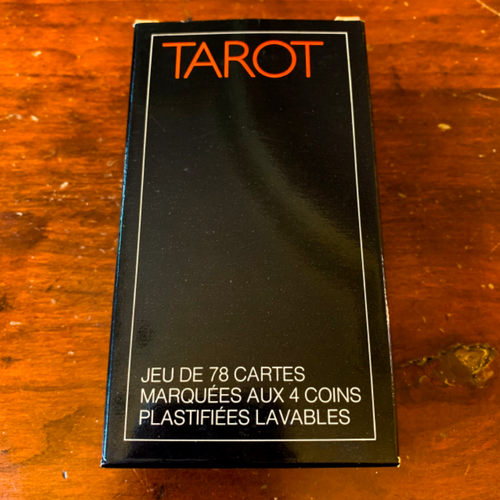 TAROT
JEU DE 78 CARTES
MARQUÉES AUX 4 COINS
PLASTIFIÉES LAVABLES